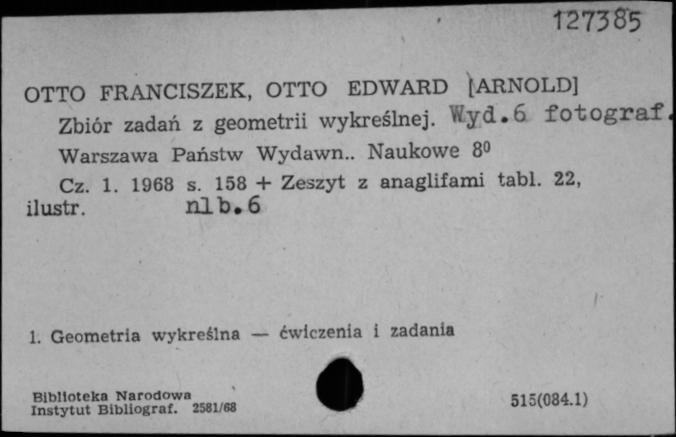 127385
OTTO FRANCISZEK, OTTO EDWARD [ARNOLD]
Zbiór zadań z geometrii wykreślnej. Wyd.6 fotograf.
Warszawa Państw Wydawn.. Naukowe 8⁰
Cz. 1. 1968 s. 158 + Zeszyt z anaglifami tabl. 22,
ilustr. nlb.6
1. Geometria wykreślna — ćwiczenia i zadania
Biblioteka Narodowa
Instytut Bibliograf. 2581/68
515(084.1)